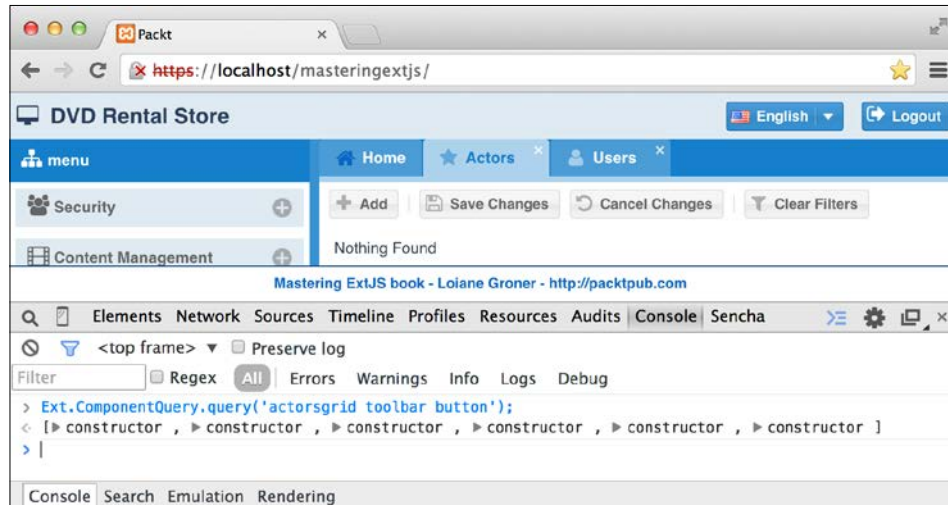 Packt
https://localhost/masteringextjs/
DVD Rental Store
English
Logout
menu
Home
Actors
Users
Security
Add
Save Changes
Cancel Changes
Clear Filters
Content Management
Nothing Found
Mastering ExtJS book - Loiane Groner - http://packtpub.com
Elements Network Sources Timeline Profiles Resources Audits Console Sencha
<top frame> ▼ Preserve log
Filter Regex All Errors Warnings Info Logs Debug
> Ext.ComponentQuery.query('actorsgrid toolbar button');
< [▶ constructor , ▶ constructor , ▶ constructor , ▶ constructor , ▶ constructor , ▶ constructor ]
>
Console Search Emulation Rendering